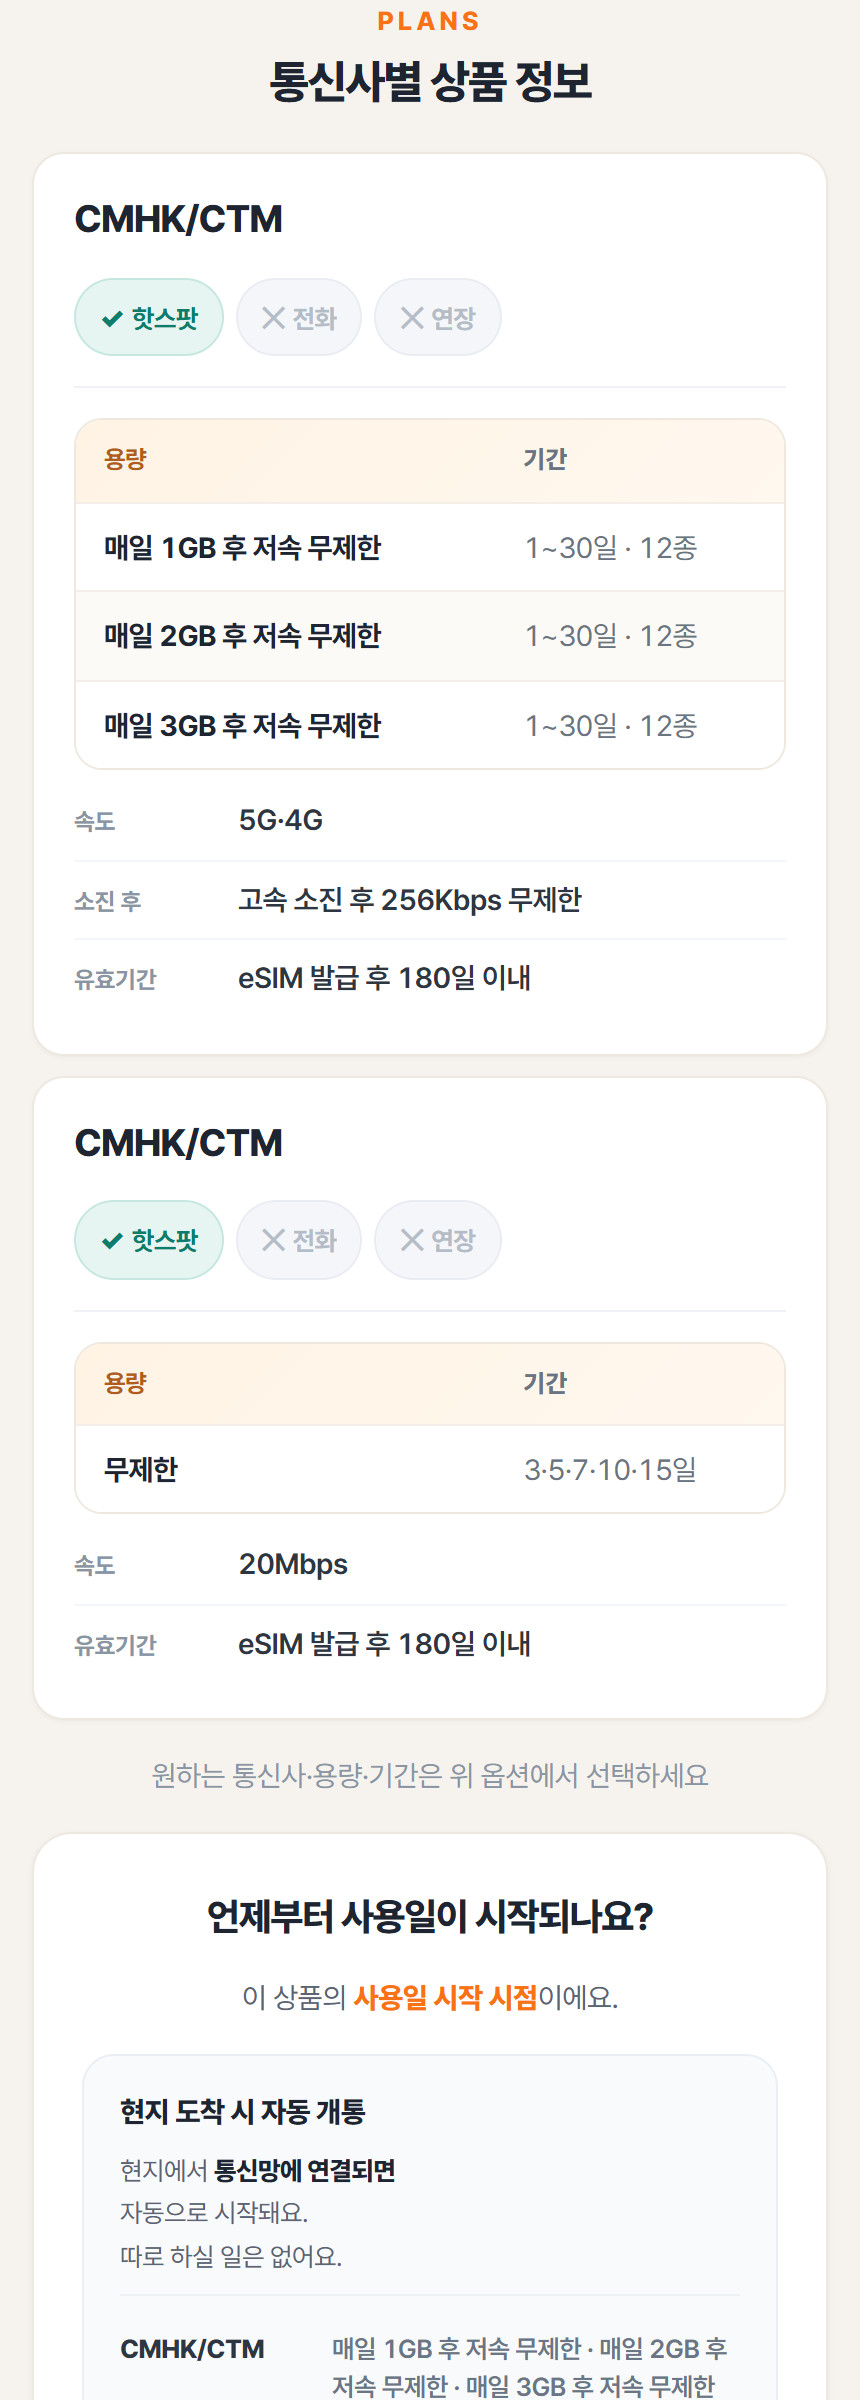 PLANS
통신사별 상품 정보
CMHK/CTM
✓ 핫스팟 ✕ 전화 ✕ 연장
용량 기간
매일 1GB 후 저속 무제한 1~30일 · 12종
매일 2GB 후 저속 무제한 1~30일 · 12종
매일 3GB 후 저속 무제한 1~30일 · 12종
속도 5G·4G
소진 후 고속 소진 후 256Kbps 무제한
유효기간 eSIM 발급 후 180일 이내
CMHK/CTM
✓ 핫스팟 ✕ 전화 ✕ 연장
용량 기간
무제한 3·5·7·10·15일
속도 20Mbps
유효기간 eSIM 발급 후 180일 이내
원하는 통신사·용량·기간은 위 옵션에서 선택하세요
언제부터 사용일이 시작되나요?
이 상품의 사용일 시작 시점이에요.
현지 도착 시 자동 개통
현지에서 통신망에 연결되면
자동으로 시작돼요.
따로 하실 일은 없어요.
CMHK/CTM 매일 1GB 후 저속 무제한 · 매일 2GB 후
저속 무제한 · 매일 3GB 후 저속 무제한